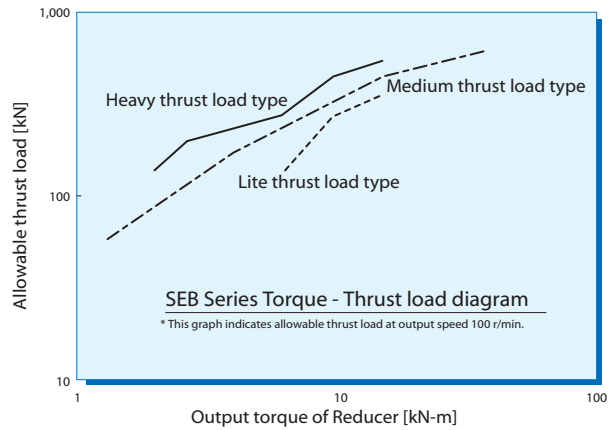 1,000
Allowable thrust load [kN]
Heavy thrust load type
Medium thrust load type
100
Lite thrust load type
SEB Series Torque - Thrust load diagram
* This graph indicates allowable thrust load at output speed 100 r/min.
10
1
10
100
Output torque of Reducer [kN-m]